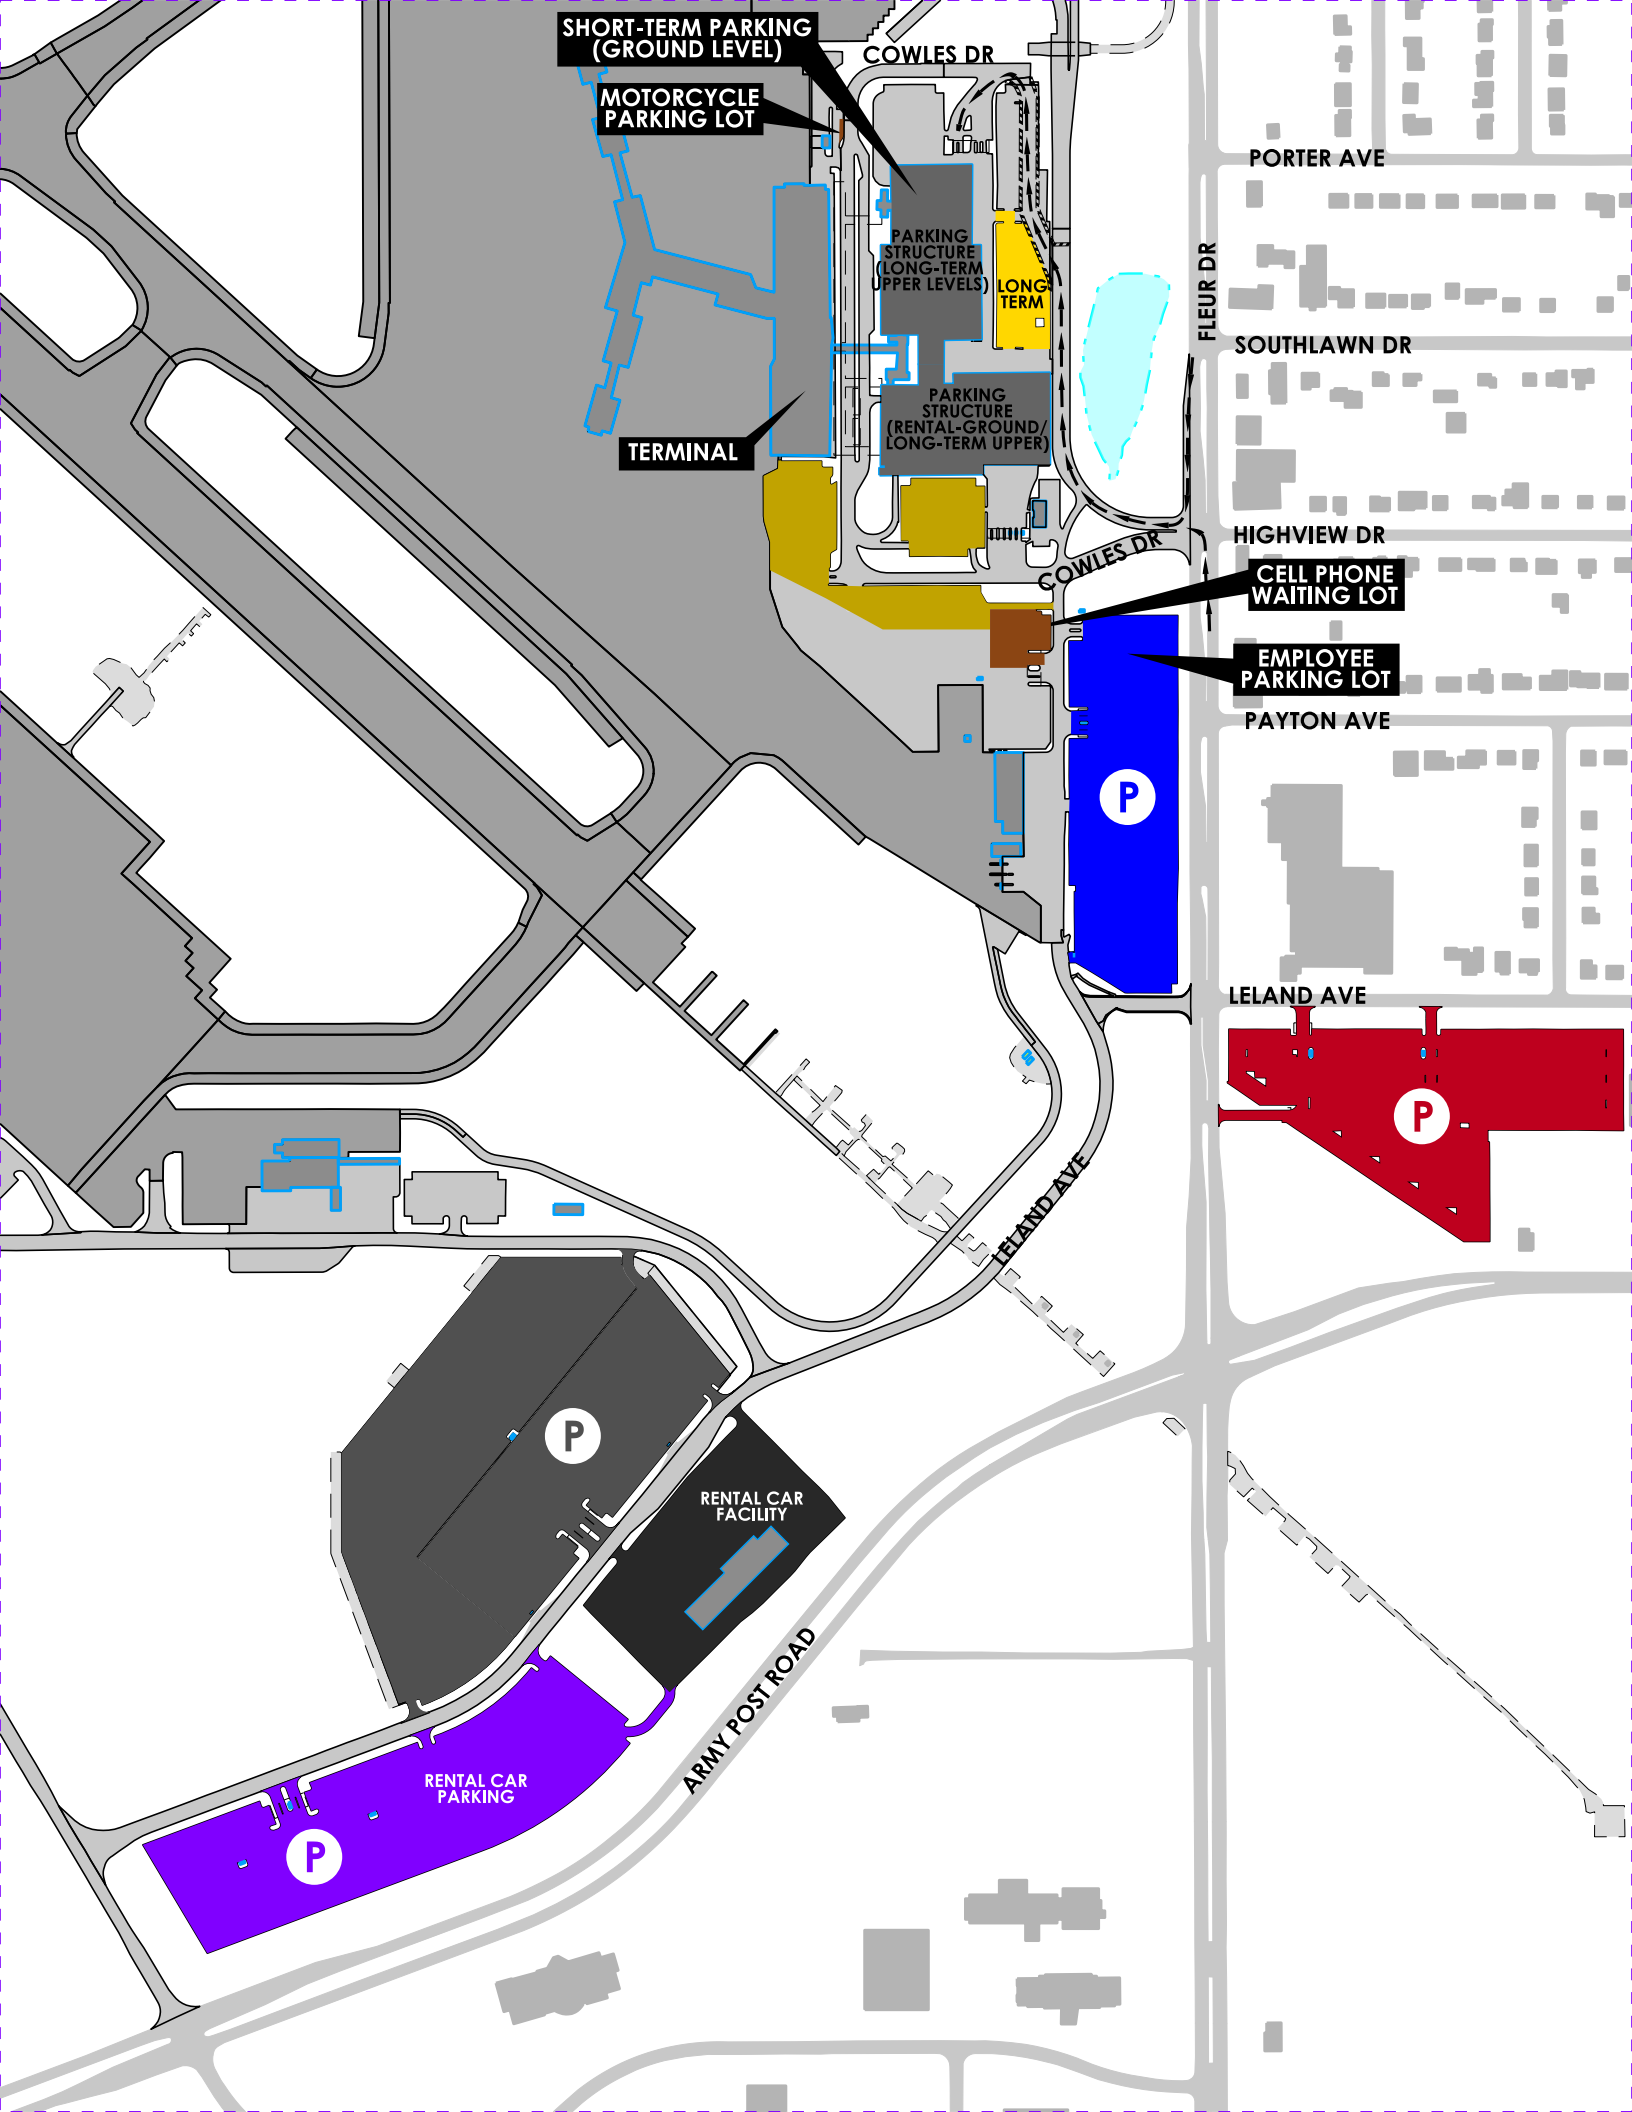 SHORT-TERM PARKING
(GROUND LEVEL)
COWLES DR
MOTORCYCLE
PARKING LOT
PORTER AVE
PARKING
STRUCTURE
(LONG-TERM
UPPER LEVELS)
LONG
TERM
FLEUR DR
SOUTHLAWN DR
PARKING
STRUCTURE
(RENTAL-GROUND/
LONG-TERM UPPER)
TERMINAL
HIGHVIEW DR
COWLES DR
CELL PHONE
WAITING LOT
EMPLOYEE
PARKING LOT
PAYTON AVE
P
LELAND AVE
P
LELAND AVE
P
RENTAL CAR
FACILITY
ARMY POST ROAD
RENTAL CAR
PARKING
P